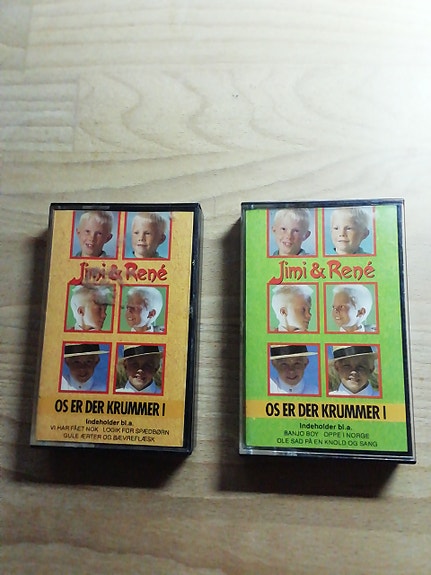 Jimi & René
OS ER DER KRUMMER I
Indeholder bl.a.
VI HAR FÅET NOK · LOGIK FOR SPÆDBØRN
GULE ÆRTER OG BÆVREFLÆSK
Jimi & René
OS ER DER KRUMMER I
Indeholder bl.a.
BANJO BOY · OPPE I NORGE
OLE SAD PÅ EN KNOLD OG SANG